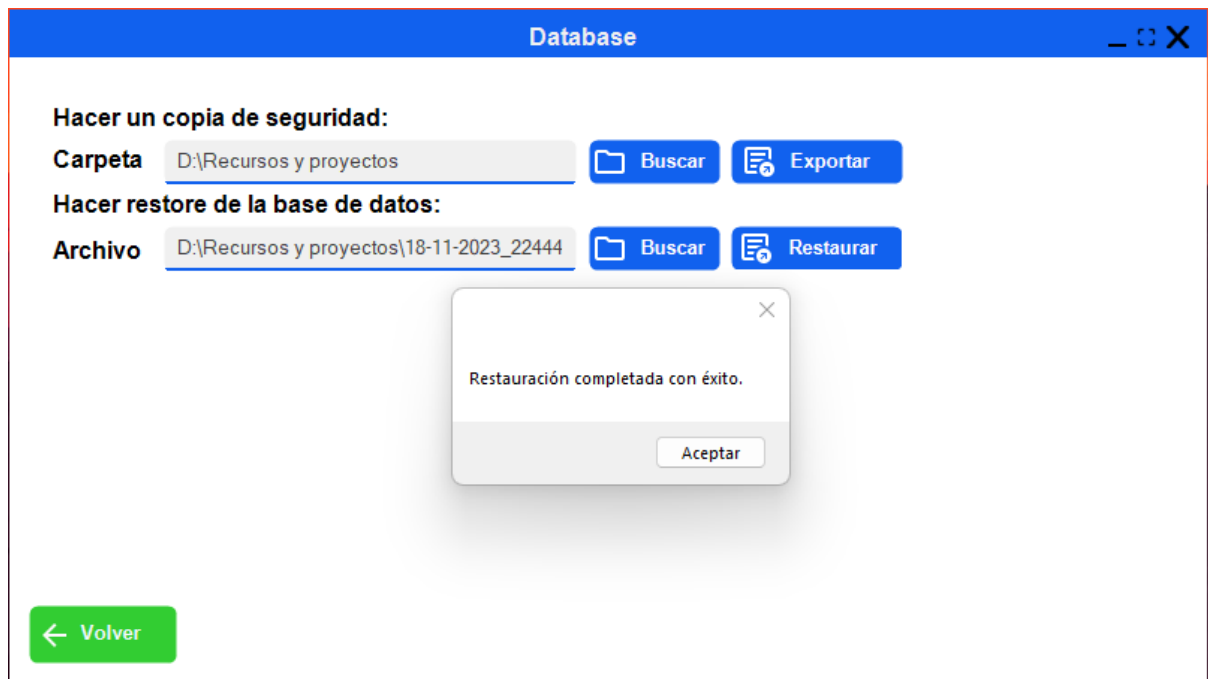 Database
Hacer un copia de seguridad:
Carpeta D:\Recursos y proyectos Buscar Exportar
Hacer restore de la base de datos:
Archivo D:\Recursos y proyectos\18-11-2023_22444 Buscar Restaurar
Restauración completada con éxito.
Aceptar
Volver